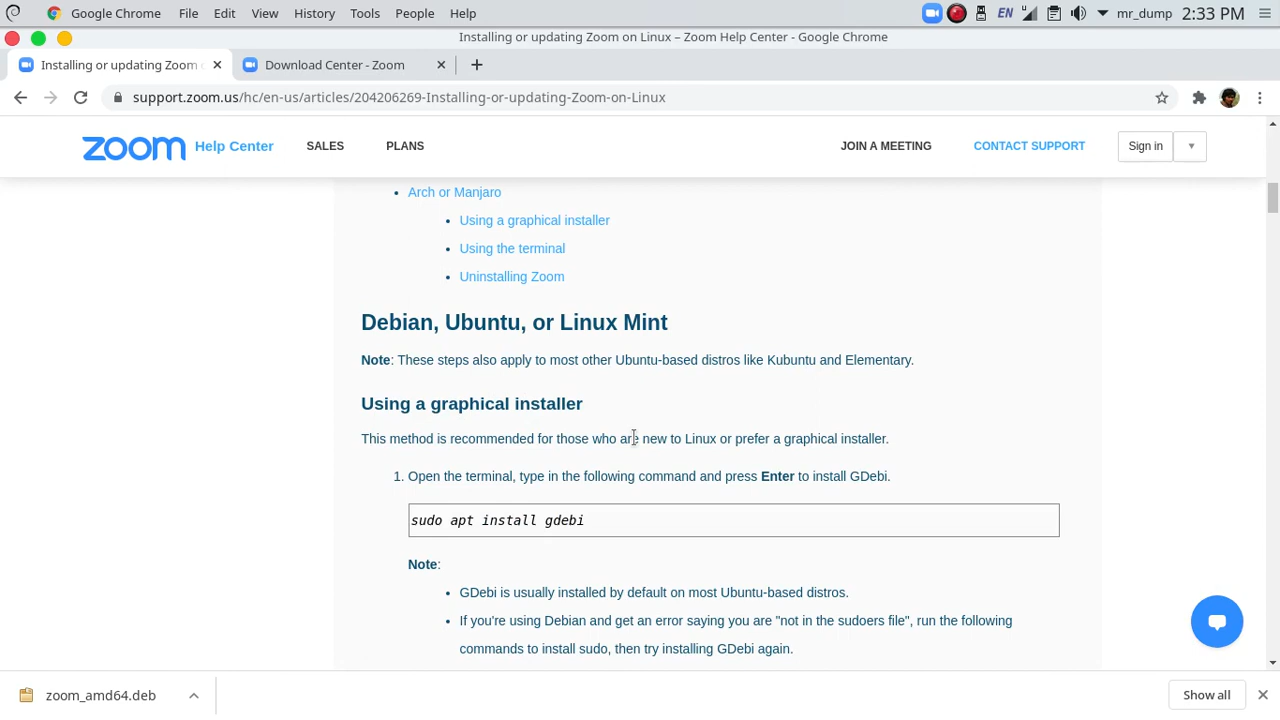 Google Chrome File Edit View History Tools People Help EN mr_dump 2:33 PM
Installing or updating Zoom on Linux – Zoom Help Center - Google Chrome
Installing or updating Zoom Download Center - Zoom
support.zoom.us/hc/en-us/articles/204206269-Installing-or-updating-Zoom-on-Linux
zoom Help Center SALES PLANS JOIN A MEETING CONTACT SUPPORT Sign in
Arch or Manjaro
Using a graphical installer
Using the terminal
Uninstalling Zoom
Debian, Ubuntu, or Linux Mint
Note: These steps also apply to most other Ubuntu-based distros like Kubuntu and Elementary.
Using a graphical installer
This method is recommended for those who are new to Linux or prefer a graphical installer.
1. Open the terminal, type in the following command and press Enter to install GDebi.
sudo apt install gdebi
Note:
GDebi is usually installed by default on most Ubuntu-based distros.
If you're using Debian and get an error saying you are "not in the sudoers file", run the following
commands to install sudo, then try installing GDebi again.
zoom_amd64.deb Show all